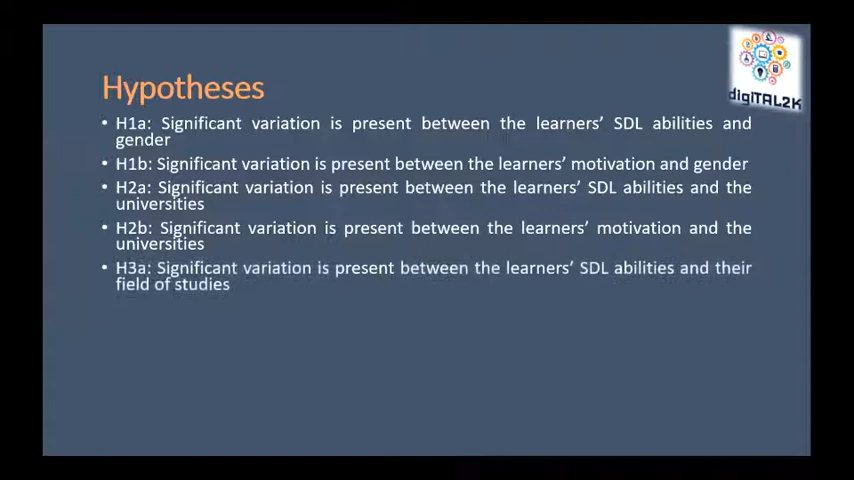 digiTAL2K
Hypotheses
• H1a: Significant variation is present between the learners’ SDL abilities and
gender
• H1b: Significant variation is present between the learners’ motivation and gender
• H2a: Significant variation is present between the learners’ SDL abilities and the
universities
• H2b: Significant variation is present between the learners’ motivation and the
universities
• H3a: Significant variation is present between the learners’ SDL abilities and their
field of studies